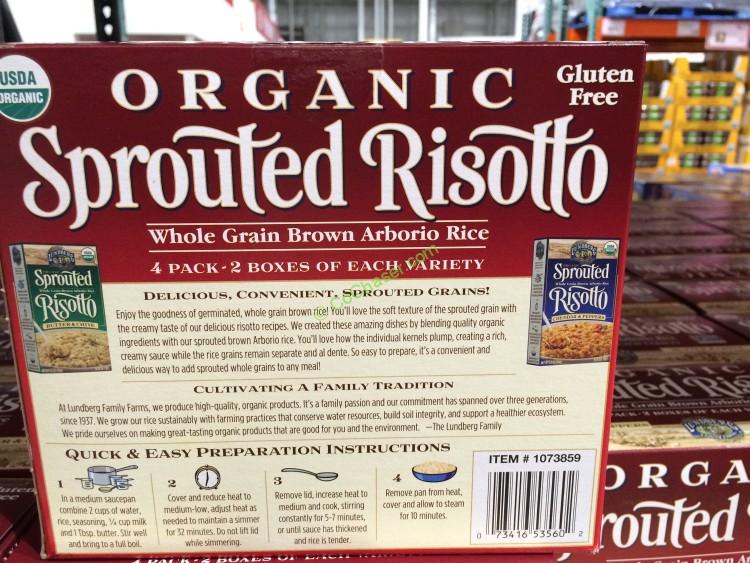 USDA
ORGANIC
ORGANIC
Gluten
Free
Sprouted Risotto
Whole Grain Brown Arborio Rice
4 PACK - 2 BOXES OF EACH VARIETY
LUNDBERG
Sprouted
Risotto
BUTTER & CHIVE
Sprouted
Risotto
CHEDDAR & PEPPERS
DELICIOUS, CONVENIENT, SPROUTED GRAINS!
Enjoy the goodness of germinated, whole grain brown rice! You'll love the soft texture of the sprouted grain with
the creamy taste of our delicious risotto recipes. We created these amazing dishes by blending quality organic
ingredients with our sprouted brown Arborio rice. You'll love how the individual kernels plump, creating a rich,
creamy sauce while the rice grains remain separate and al dente. So easy to prepare, it's a convenient and
delicious way to add sprouted whole grains to any meal!
CULTIVATING A FAMILY TRADITION
At Lundberg Family Farms, we produce high-quality, organic products. It's a family passion and our commitment has spanned over three generations,
since 1937. We grow our rice sustainably with farming practices that conserve water resources, build soil integrity, and support a healthier ecosystem.
We pride ourselves on making great-tasting organic products that are good for you and the environment. —The Lundberg Family
QUICK & EASY PREPARATION INSTRUCTIONS
1
In a medium saucepan
combine 2 cups of water,
rice, seasoning, ¼ cup milk
and 1 Tbsp. butter. Stir well
and bring to a full boil.
2
Cover and reduce heat to
medium-low, adjust heat as
needed to maintain a simmer
for 32 minutes. Do not lift lid
while simmering.
3
Remove lid, increase heat to
medium and cook, stirring
constantly for 5-7 minutes,
or until sauce has thickened
and rice is tender.
4
Remove pan from heat,
cover and allow to steam
for 10 minutes.
ITEM # 1073859
0 73416 53560 2
CoChaser.com
4 PACK - 2 BOXES OF EACH
outed Ris
ORGA
routed
Brown Ar